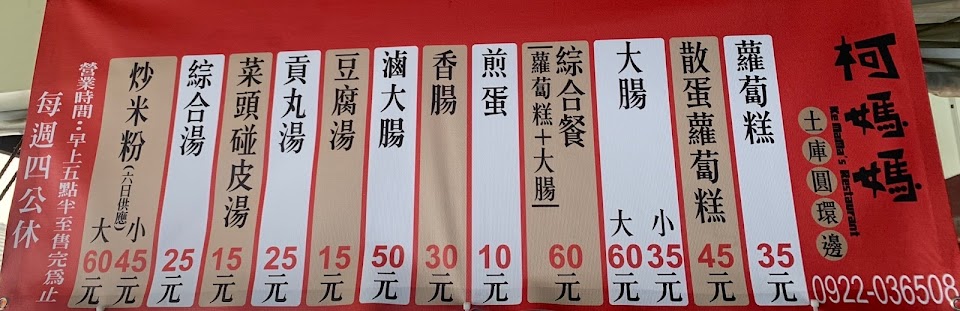 柯媽媽
Ke mama's Restaurant
土庫圓環邊
0922-036508
蘿蔔糕
35元
散蛋蘿蔔糕
45元
大腸
小 35元
大 60元
綜合餐
[蘿蔔糕+大腸]
60元
煎蛋
10元
香腸
30元
滷大腸
50元
豆腐湯
15元
貢丸湯
25元
菜頭碰皮湯
15元
綜合湯
25元
炒米粉(六日供應)
小 45元
大 60元
營業時間:早上五點半至售完為止
每週四公休